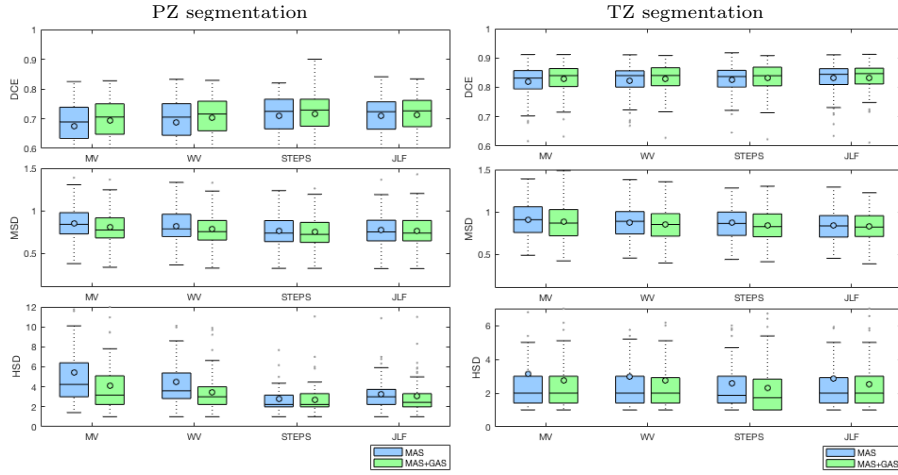 PZ segmentation
TZ segmentation
1
0.9
0.8
0.7
0.6
DCE
MV WV STEPS JLF
1.5
1
0.5
MSD
MV WV STEPS JLF
12
10
8
6
4
2
0
HSD
MV WV STEPS JLF
MAS
MAS+GAS
1
0.9
0.8
0.7
0.6
DCE
MV WV STEPS JLF
1.5
1
0.5
MSD
MV WV STEPS JLF
6
4
2
0
HSD
MV WV STEPS JLF
MAS
MAS+GAS